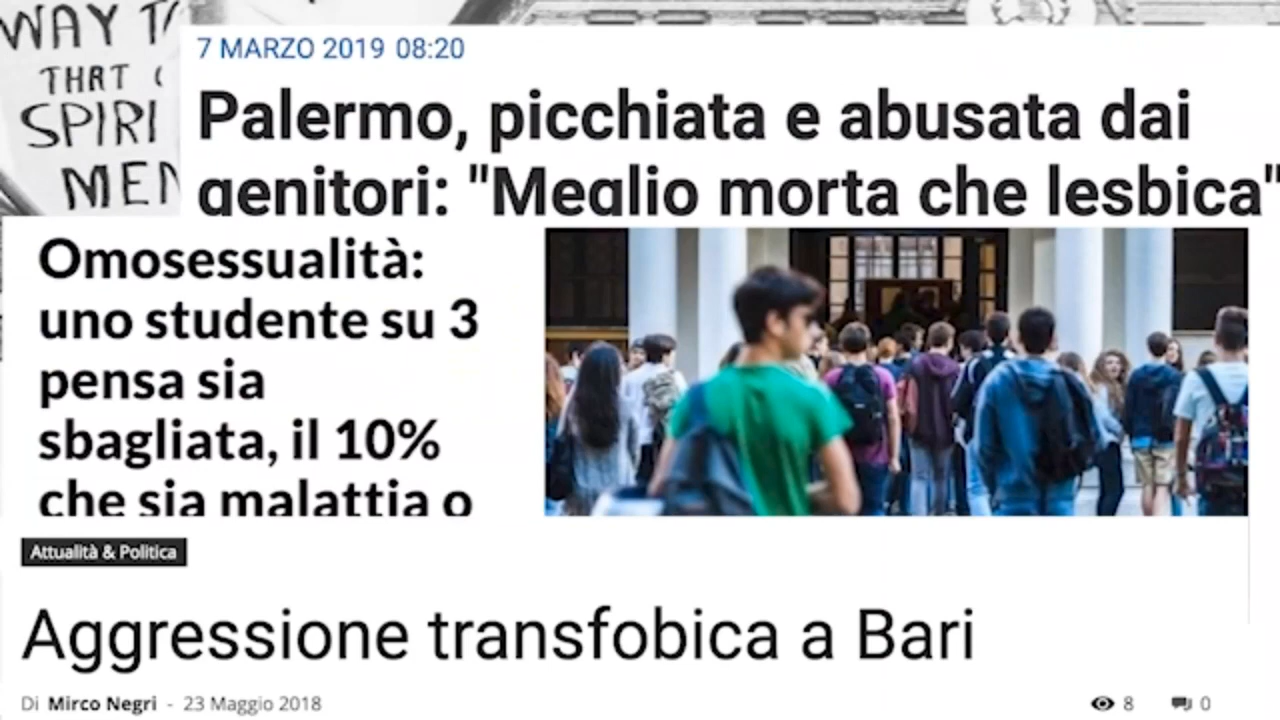 WAY
THAT
SPIRI
MEN
7 MARZO 2019 08:20
Palermo, picchiata e abusata dai
genitori: "Meglio morta che lesbica"
Omosessualità:
uno studente su 3
pensa sia
sbagliata, il 10%
che sia malattia o
Attualità & Politica
Aggressione transfobica a Bari
Di Mirco Negri - 23 Maggio 2018
8 0